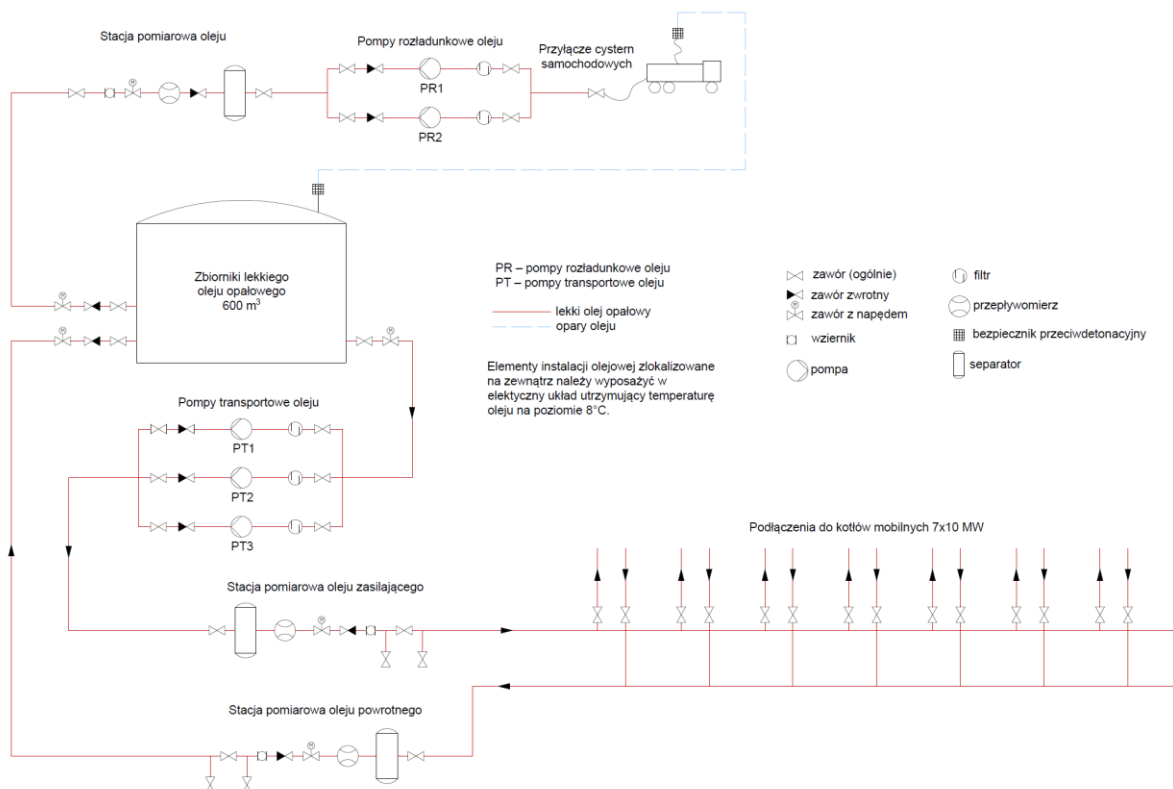 Stacja pomiarowa oleju
Pompy rozładunkowe oleju
Przyłącze cystern
samochodowych
M
PR1
PR2
Zbiorniki lekkiego
oleju opałowego
600 m³
M
M
M
PR – pompy rozładunkowe oleju
PT – pompy transportowe oleju
lekki olej opałowy
opary oleju
Elementy instalacji olejowej zlokalizowane
na zewnątrz należy wyposażyć w
elektyczny układ utrzymujący temperaturę
oleju na poziomie 8°C.
zawór (ogólnie)
zawór zwrotny
M
zawór z napędem
wziernik
pompa
filtr
przepływomierz
bezpiecznik przeciwdetonacyjny
separator
Pompy transportowe oleju
PT1
PT2
PT3
Podłączenia do kotłów mobilnych 7x10 MW
Stacja pomiarowa oleju zasilającego
M
Stacja pomiarowa oleju powrotnego
M